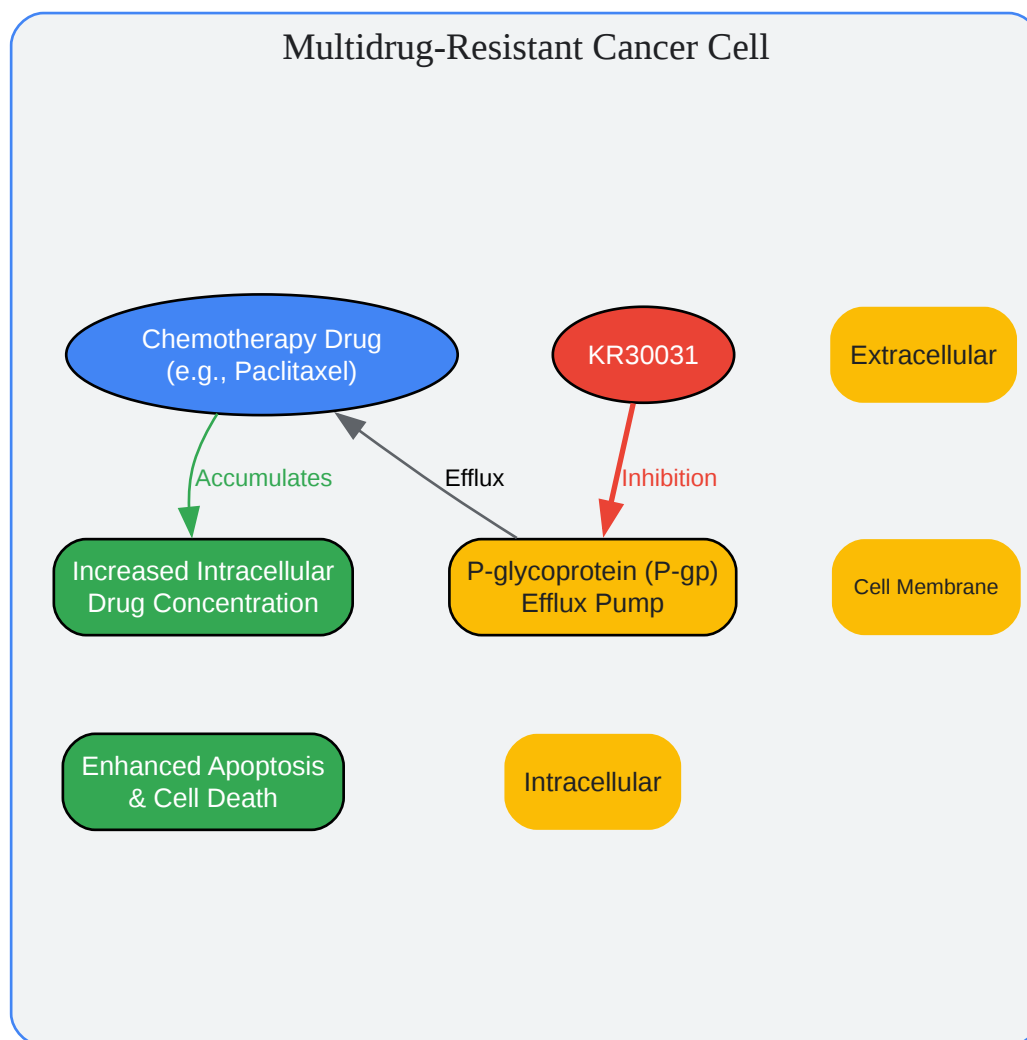 Multidrug-Resistant Cancer Cell
Chemotherapy Drug
(e.g., Paclitaxel)
KR30031
Extracellular
Accumulates
Efflux
Inhibition
Increased Intracellular
Drug Concentration
P-glycoprotein (P-gp)
Efflux Pump
Cell Membrane
Enhanced Apoptosis
& Cell Death
Intracellular